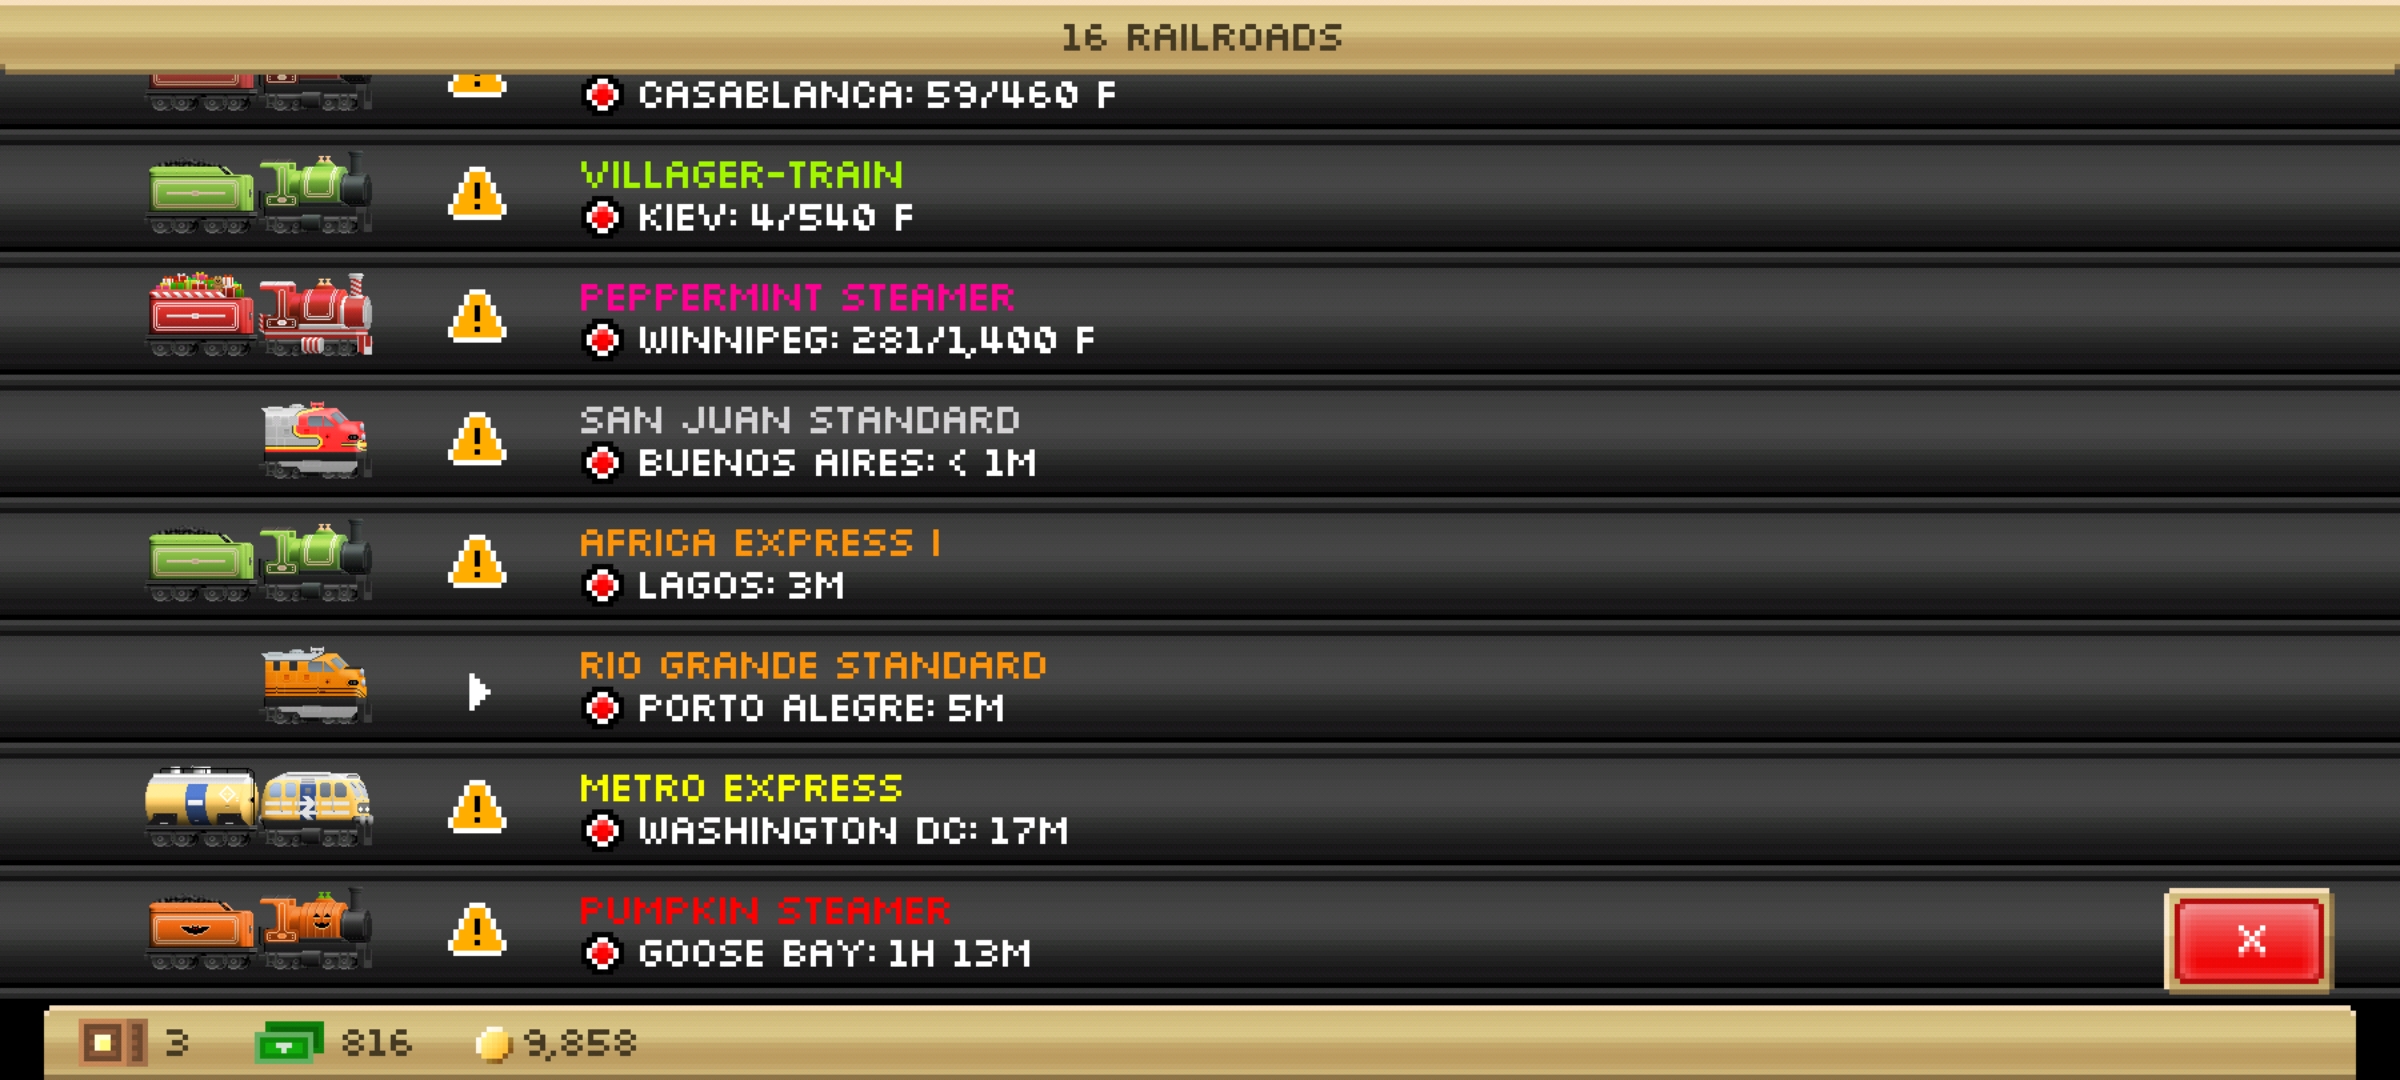 16 RAILROADS
CASABLANCA: 59/460 F
VILLAGER-TRAIN
KIEV: 4/540 F
PEPPERMINT STEAMER
WINNIPEG: 281/1,400 F
SAN JUAN STANDARD
BUENOS AIRES: < 1M
AFRICA EXPRESS I
LAGOS: 3M
RIO GRANDE STANDARD
PORTO ALEGRE: 5M
METRO EXPRESS
WASHINGTON DC: 17M
PUMPKIN STEAMER
GOOSE BAY: 1H 13M
X
3 816 9,858